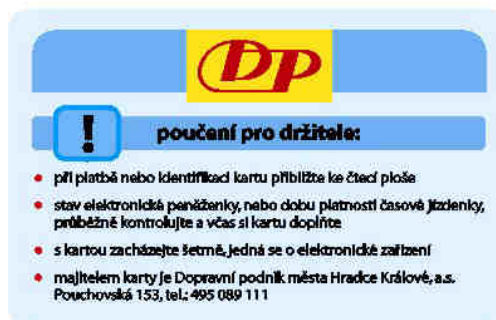 DP
!
poučení pro držitele:
při platbě nebo identifikaci kartu přibližte ke čtecí ploše
stav elektronické peněženky, nebo dobu platnosti časové jízdenky,
průběžně kontrolujte a včas si kartu doplňte
s kartou zacházejte šetrně, jedná se o elektronické zařízení
majitelem karty je Dopravní podnik města Hradce Králové, a.s.
Pouchovská 153, tel.: 495 089 111